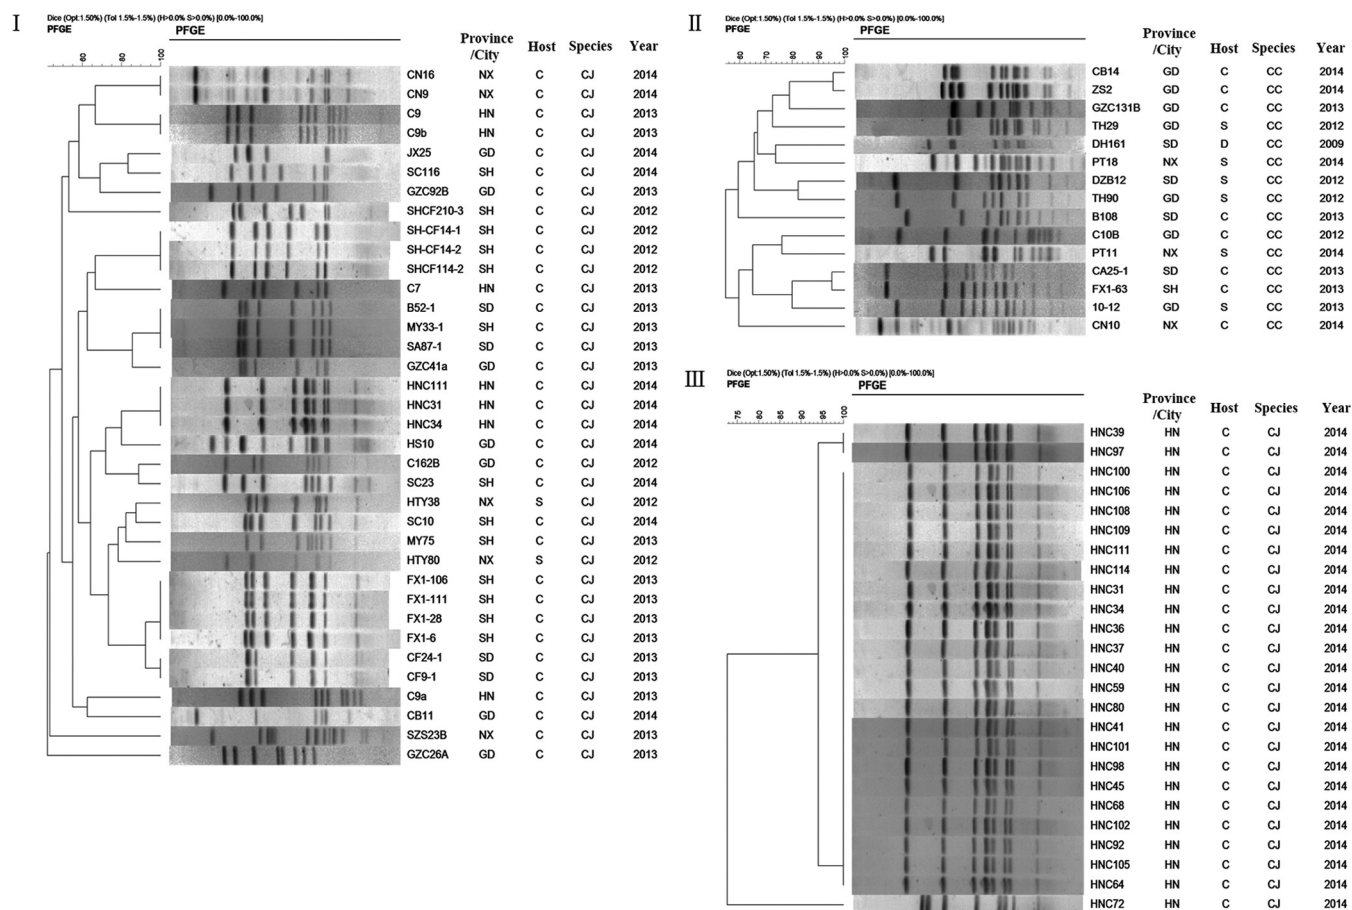 I
Dice (Opt:1.50%) (Tol 1.5%-1.5%) (H>0.0% S>0.0%) [0.0%-100.0%]
PFGE PFGE
60 80 100
Province/City Host Species Year
CN16 NX C CJ 2014
CN9 NX C CJ 2014
C9 HN C CJ 2013
C9b HN C CJ 2013
JX25 GD C CJ 2014
SC116 SH C CJ 2014
GZC92B GD C CJ 2013
SHCF210-3 SH C CJ 2012
SH-CF14-1 SH C CJ 2012
SH-CF14-2 SH C CJ 2012
SHCF114-2 SH C CJ 2012
C7 HN C CJ 2013
B52-1 SD C CJ 2013
MY33-1 SH C CJ 2013
SA87-1 SD C CJ 2013
GZC41a GD C CJ 2013
HNC111 HN C CJ 2014
HNC31 HN C CJ 2014
HNC34 HN C CJ 2014
HS10 GD C CJ 2014
C162B GD C CJ 2012
SC23 SH C CJ 2014
HTY38 NX S CJ 2012
SC10 SH C CJ 2014
MY75 SH C CJ 2013
HTY80 NX S CJ 2012
FX1-106 SH C CJ 2013
FX1-111 SH C CJ 2013
FX1-28 SH C CJ 2013
FX1-6 SH C CJ 2013
CF24-1 SD C CJ 2013
CF9-1 SD C CJ 2013
C9a HN C CJ 2013
CB11 GD C CJ 2014
SZS23B NX C CJ 2013
GZC26A GD C CJ 2013
II
Dice (Opt:1.50%) (Tol 1.5%-1.5%) (H>0.0% S>0.0%) [0.0%-100.0%]
PFGE PFGE
60 70 80 90 100
Province/City Host Species Year
CB14 GD C CC 2014
ZS2 GD C CC 2014
GZC131B GD C CC 2013
TH29 GD S CC 2012
DH161 SD D CC 2009
PT18 NX S CC 2014
DZB12 SD S CC 2012
TH90 GD S CC 2012
B108 SD C CC 2013
C10B GD C CC 2012
PT11 NX S CC 2014
CA25-1 SD C CC 2013
FX1-63 SH C CC 2013
10-12 GD S CC 2013
CN10 NX C CC 2014
III
Dice (Opt:1.50%) (Tol 1.5%-1.5%) (H>0.0% S>0.0%) [0.0%-100.0%]
PFGE PFGE
75 80 85 90 95 100
Province/City Host Species Year
HNC39 HN C CJ 2014
HNC97 HN C CJ 2014
HNC100 HN C CJ 2014
HNC106 HN C CJ 2014
HNC108 HN C CJ 2014
HNC109 HN C CJ 2014
HNC111 HN C CJ 2014
HNC114 HN C CJ 2014
HNC31 HN C CJ 2014
HNC34 HN C CJ 2014
HNC36 HN C CJ 2014
HNC37 HN C CJ 2014
HNC40 HN C CJ 2014
HNC59 HN C CJ 2014
HNC80 HN C CJ 2014
HNC41 HN C CJ 2014
HNC101 HN C CJ 2014
HNC98 HN C CJ 2014
HNC45 HN C CJ 2014
HNC68 HN C CJ 2014
HNC102 HN C CJ 2014
HNC92 HN C CJ 2014
HNC105 HN C CJ 2014
HNC64 HN C CJ 2014
HNC72 HN C CJ 2014